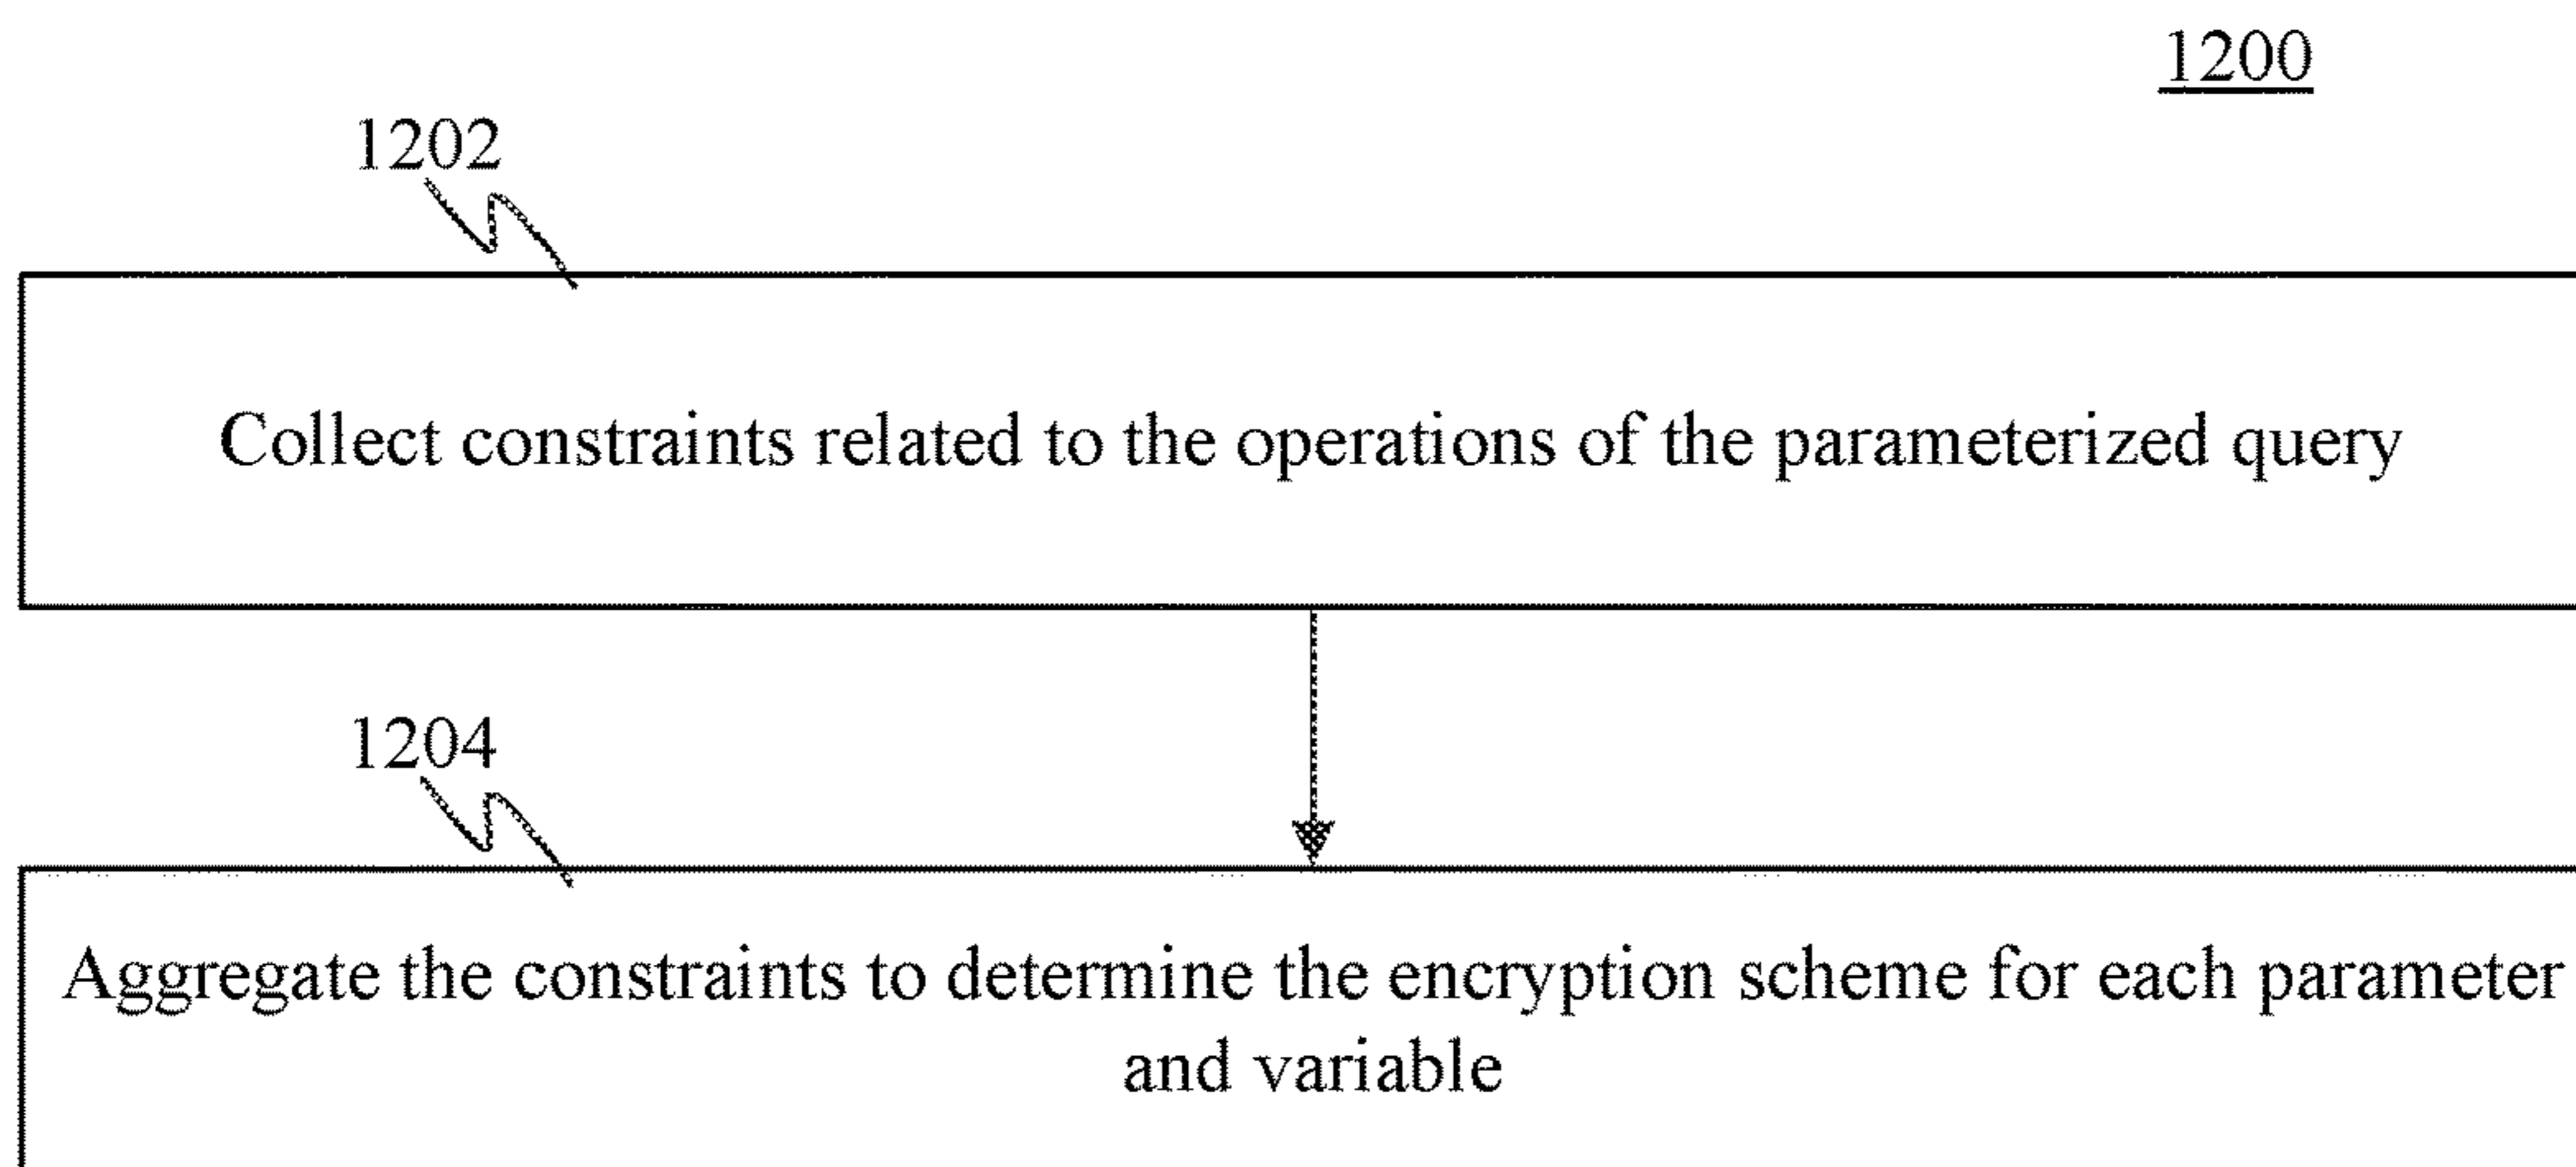 1200
1202
Collect constraints related to the operations of the parameterized query
1204
Aggregate the constraints to determine the encryption scheme for each parameter
and variable